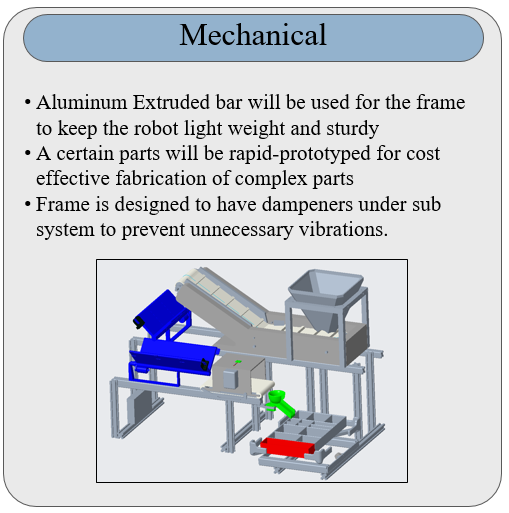 Mechanical
• Aluminum Extruded bar will be used for the frame
to keep the robot light weight and sturdy
• A certain parts will be rapid-prototyped for cost
effective fabrication of complex parts
• Frame is designed to have dampeners under sub
system to prevent unnecessary vibrations.